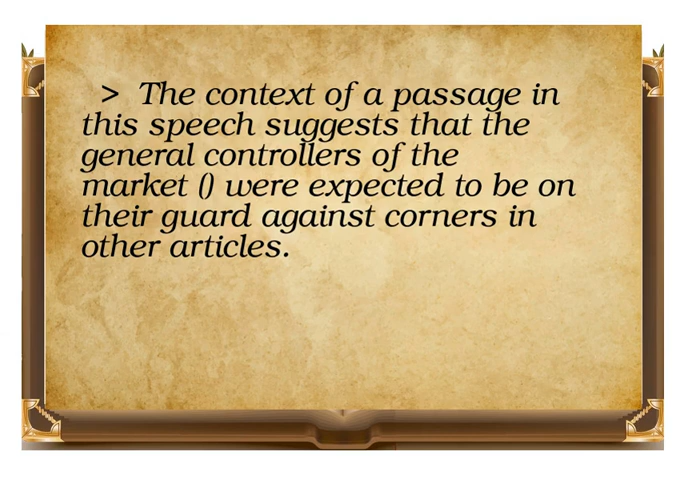 > The context of a passage in
this speech suggests that the
general controllers of the
market () were expected to be on
their guard against corners in
other articles.